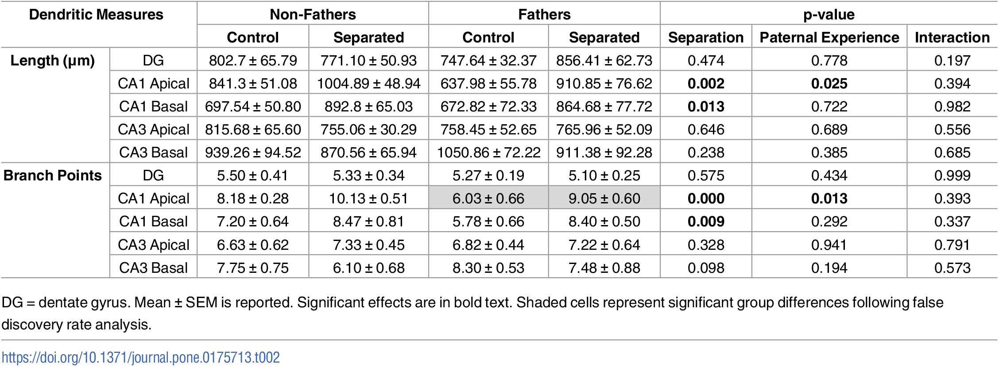 Dendritic Measures Non-Fathers Fathers p-value
Control Separated Control Separated Separation Paternal Experience Interaction
Length (µm) DG 802.7 ± 65.79 771.10 ± 50.93 747.64 ± 32.37 856.41 ± 62.73 0.474 0.778 0.197
CA1 Apical 841.3 ± 51.08 1004.89 ± 48.94 637.98 ± 55.78 910.85 ± 76.62 0.002 0.025 0.394
CA1 Basal 697.54 ± 50.80 892.8 ± 65.03 672.82 ± 72.33 864.68 ± 77.72 0.013 0.722 0.982
CA3 Apical 815.68 ± 65.60 755.06 ± 30.29 758.45 ± 52.65 765.96 ± 52.09 0.646 0.689 0.556
CA3 Basal 939.26 ± 94.52 870.56 ± 65.94 1050.86 ± 72.22 911.38 ± 92.28 0.238 0.385 0.685
Branch Points DG 5.50 ± 0.41 5.33 ± 0.34 5.27 ± 0.19 5.10 ± 0.25 0.575 0.434 0.999
CA1 Apical 8.18 ± 0.28 10.13 ± 0.51 6.03 ± 0.66 9.05 ± 0.60 0.000 0.013 0.393
CA1 Basal 7.20 ± 0.64 8.47 ± 0.81 5.78 ± 0.66 8.40 ± 0.50 0.009 0.292 0.337
CA3 Apical 6.63 ± 0.62 7.33 ± 0.45 6.82 ± 0.44 7.22 ± 0.64 0.328 0.941 0.791
CA3 Basal 7.75 ± 0.75 6.10 ± 0.68 8.30 ± 0.53 7.48 ± 0.88 0.098 0.194 0.573
DG = dentate gyrus. Mean ± SEM is reported. Significant effects are in bold text. Shaded cells represent significant group differences following false
discovery rate analysis.
https://doi.org/10.1371/journal.pone.0175713.t002